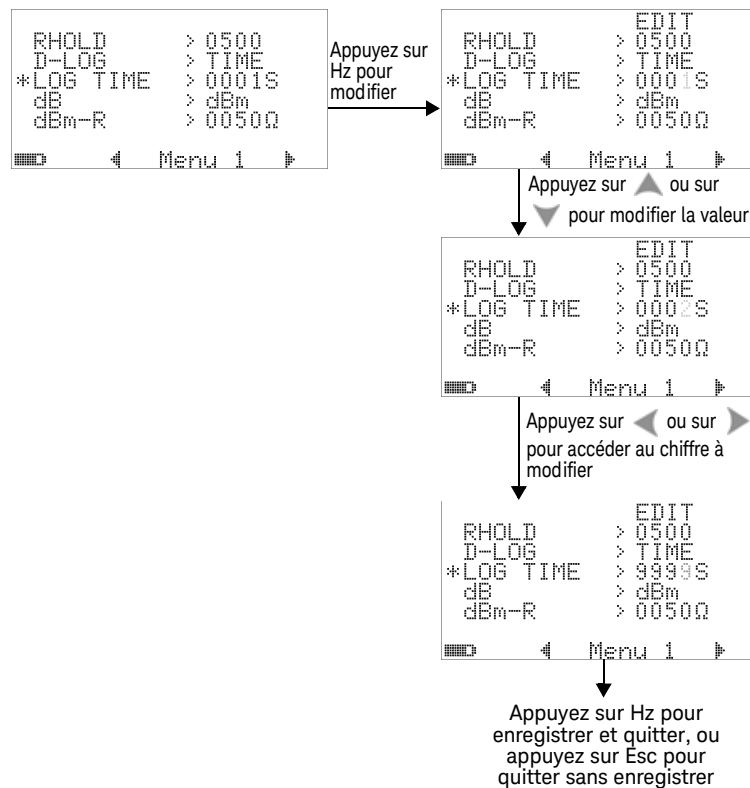 RHOLD > 0500
D-LOG > TIME
*LOG TIME > 0001S
dB > dBm
dBm-R > 0050Ω
Menu 1
Appuyez sur
Hz pour
modifier
EDIT
RHOLD > 0500
D-LOG > TIME
*LOG TIME > 0001S
dB > dBm
dBm-R > 0050Ω
Menu 1
Appuyez sur ou sur
pour modifier la valeur
EDIT
RHOLD > 0500
D-LOG > TIME
*LOG TIME > 0002S
dB > dBm
dBm-R > 0050Ω
Menu 1
Appuyez sur ou sur
pour accéder au chiffre à
modifier
EDIT
RHOLD > 0500
D-LOG > TIME
*LOG TIME > 9999S
dB > dBm
dBm-R > 0050Ω
Menu 1
Appuyez sur Hz pour
enregistrer et quitter, ou
appuyez sur Esc pour
quitter sans enregistrer